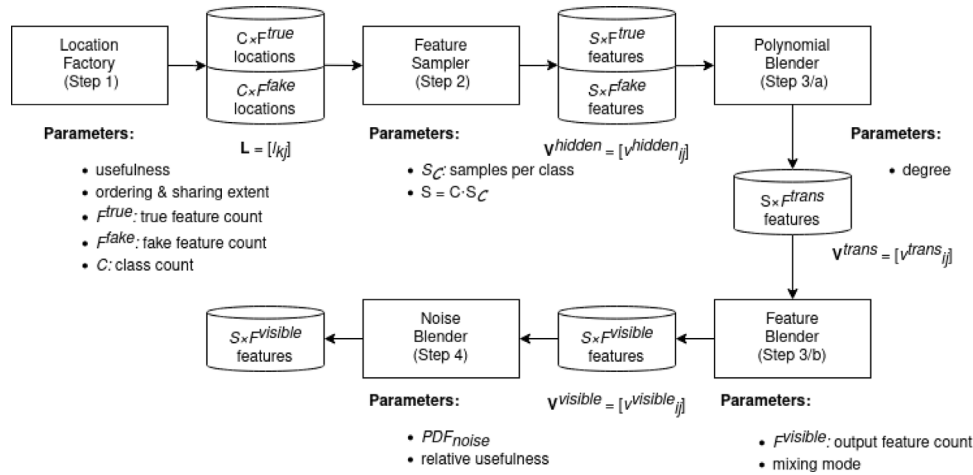 Location
Factory
(Step 1)
C×F^true
locations
C×F^fake
locations
L = [l_kj]
Feature
Sampler
(Step 2)
S×F^true
features
S×F^fake
features
V^hidden = [v^hidden_ij]
Polynomial
Blender
(Step 3/a)
Parameters:
• usefulness
• ordering & sharing extent
• F^true: true feature count
• F^fake: fake feature count
• C: class count
Parameters:
• S_C: samples per class
• S = C·S_C
Parameters:
• degree
S×F^trans
features
V^trans = [v^trans_ij]
Feature
Blender
(Step 3/b)
S×F^visible
features
V^visible = [v^visible_ij]
Noise
Blender
(Step 4)
S×F^visible
features
Parameters:
• PDF_noise
• relative usefulness
Parameters:
• F^visible: output feature count
• mixing mode